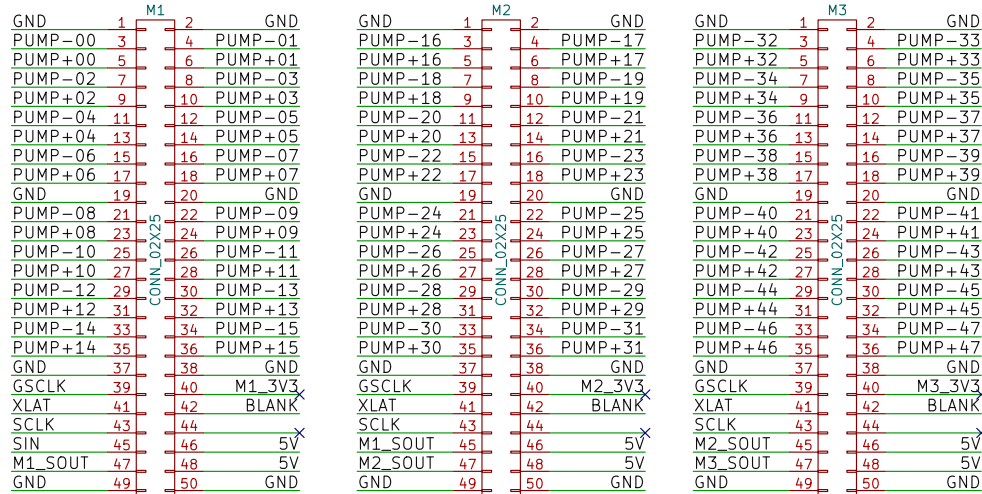 M1 M2 M3
GND 1 2 GND GND 1 2 GND GND 1 2 GND
PUMP-00 3 4 PUMP-01 PUMP-16 3 4 PUMP-17 PUMP-32 3 4 PUMP-33
PUMP+00 5 6 PUMP+01 PUMP+16 5 6 PUMP+17 PUMP+32 5 6 PUMP+33
PUMP-02 7 8 PUMP-03 PUMP-18 7 8 PUMP-19 PUMP-34 7 8 PUMP-35
PUMP+02 9 10 PUMP+03 PUMP+18 9 10 PUMP+19 PUMP+34 9 10 PUMP+35
PUMP-04 11 12 PUMP-05 PUMP-20 11 12 PUMP-21 PUMP-36 11 12 PUMP-37
PUMP+04 13 14 PUMP+05 PUMP+20 13 14 PUMP+21 PUMP+36 13 14 PUMP+37
PUMP-06 15 16 PUMP-07 PUMP-22 15 16 PUMP-23 PUMP-38 15 16 PUMP-39
PUMP+06 17 18 PUMP+07 PUMP+22 17 18 PUMP+23 PUMP+38 17 18 PUMP+39
GND 19 20 GND GND 19 20 GND GND 19 20 GND
PUMP-08 21 22 PUMP-09 PUMP-24 21 22 PUMP-25 PUMP-40 21 22 PUMP-41
PUMP+08 23 24 PUMP+09 PUMP+24 23 24 PUMP+25 PUMP+40 23 24 PUMP+41
PUMP-10 25 26 PUMP-11 PUMP-26 25 26 PUMP-27 PUMP-42 25 26 PUMP-43
PUMP+10 27 28 PUMP+11 PUMP+26 27 28 PUMP+27 PUMP+42 27 28 PUMP+43
PUMP-12 29 30 PUMP-13 PUMP-28 29 30 PUMP-29 PUMP-44 29 30 PUMP-45
PUMP+12 31 32 PUMP+13 PUMP+28 31 32 PUMP+29 PUMP+44 31 32 PUMP+45
PUMP-14 33 34 PUMP-15 PUMP-30 33 34 PUMP-31 PUMP-46 33 34 PUMP-47
PUMP+14 35 36 PUMP+15 PUMP+30 35 36 PUMP+31 PUMP+46 35 36 PUMP+47
GND 37 38 GND GND 37 38 GND GND 37 38 GND
GSCLK 39 40 M1_3V3 GSCLK 39 40 M2_3V3 GSCLK 39 40 M3_3V3
XLAT 41 42 BLANK XLAT 41 42 BLANK XLAT 41 42 BLANK
SCLK 43 44 SCLK 43 44 SCLK 43 44
SIN 45 46 5V M1_SOUT 45 46 5V M2_SOUT 45 46 5V
M1_SOUT 47 48 5V M2_SOUT 47 48 5V M3_SOUT 47 48 5V
GND 49 50 GND GND 49 50 GND GND 49 50 GND
CONN_02X25 CONN_02X25 CONN_02X25